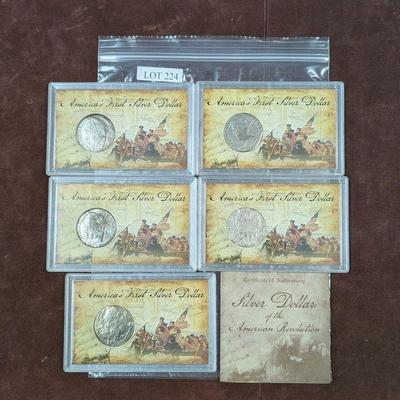 LOT 224
America's First Silver Dollar
America's First Silver Dollar
America's First Silver Dollar
America's First Silver Dollar
America's First Silver Dollar
Certificate of Authenticity
Silver Dollar
of the
American Revolution